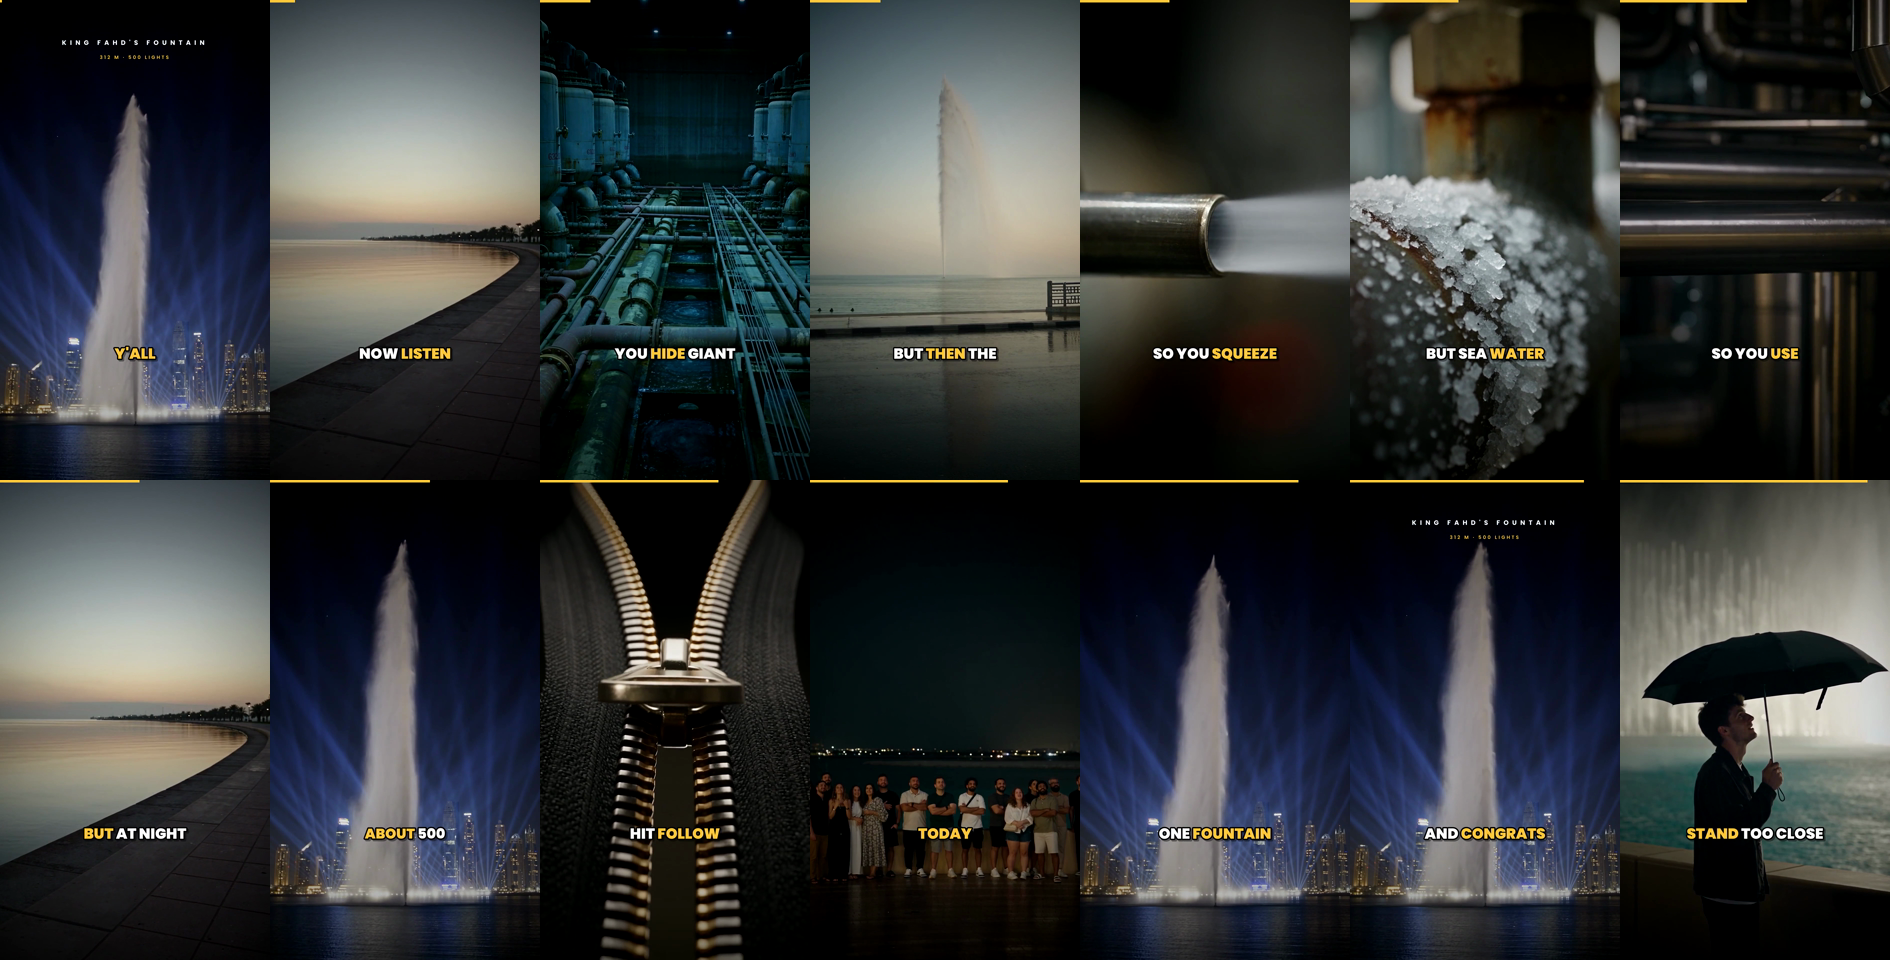 KING FAHD'S FOUNTAIN
312 M · 500 LIGHTS
Y'ALL
NOW LISTEN
YOU HIDE GIANT
BUT THEN THE
SO YOU SQUEEZE
BUT SEA WATER
SO YOU USE
BUT AT NIGHT
ABOUT 500
HIT FOLLOW
TODAY
ONE FOUNTAIN
KING FAHD'S FOUNTAIN
312 M · 500 LIGHTS
AND CONGRATS
STAND TOO CLOSE